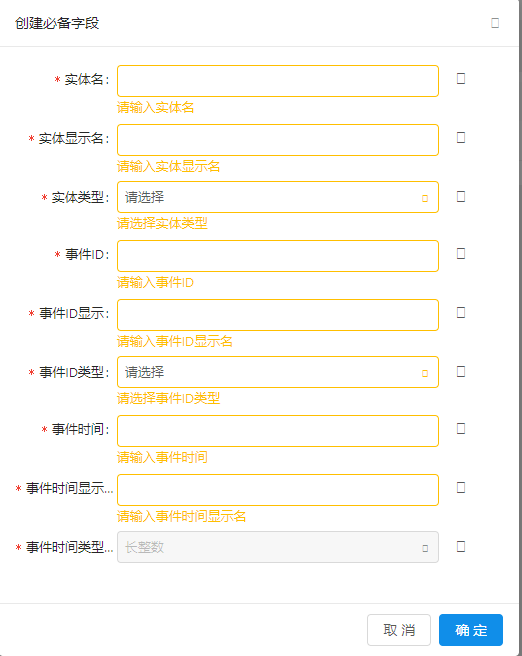 创建必备字段
* 实体名:
请输入实体名
* 实体显示名:
请输入实体显示名
* 实体类型: 请选择
请选择实体类型
* 事件ID:
请输入事件ID
* 事件ID显示:
请输入事件ID显示名
* 事件ID类型: 请选择
请选择事件ID类型
* 事件时间:
请输入事件时间
* 事件时间显示...
请输入事件时间显示名
* 事件时间类型... 长整数
取 消 确 定